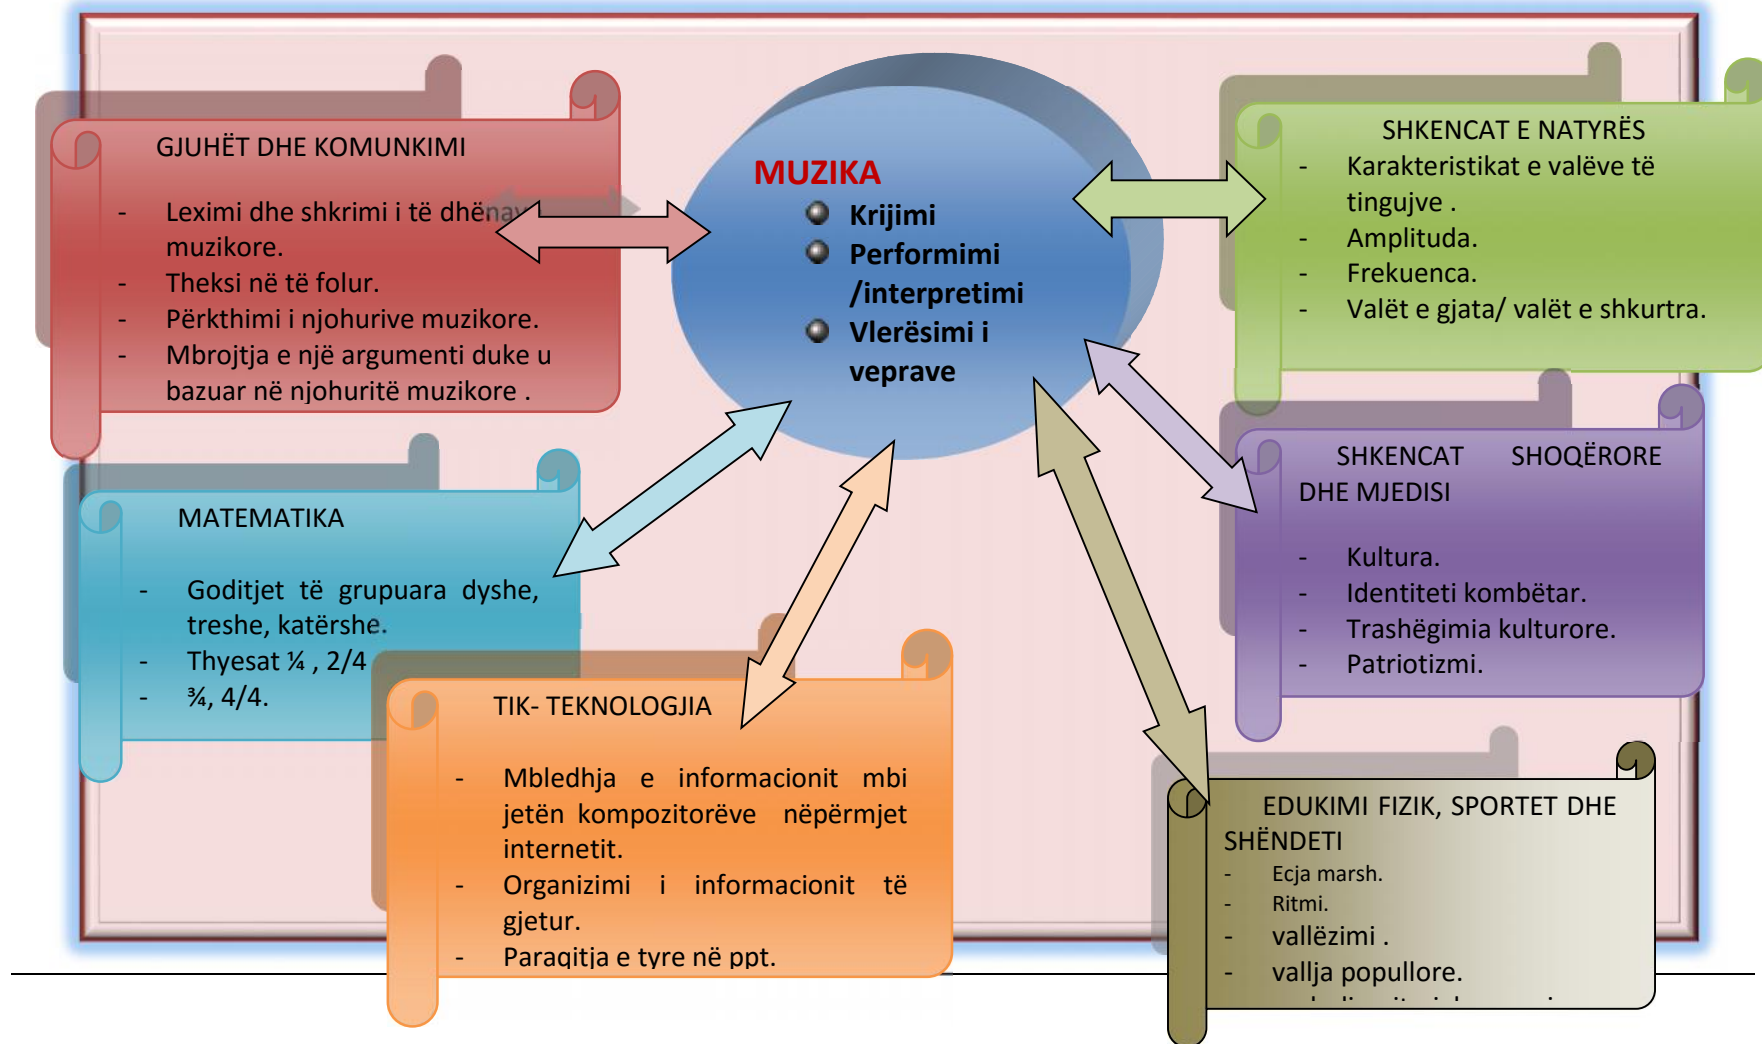 GJUHËT DHE KOMUNKIMI
- Leximi dhe shkrimi i të dhënav
muzikore.
- Theksi në të folur.
- Përkthimi i njohurive muzikore.
- Mbrojtja e një argumenti duke u
bazuar në njohuritë muzikore .
MUZIKA
Krijimi
Performimi
/interpretimi
Vlerësimi i
veprave
SHKENCAT E NATYRËS
- Karakteristikat e valëve të
tingujve .
- Amplituda.
- Frekuenca.
- Valët e gjata/ valët e shkurtra.
MATEMATIKA
- Goditjet të grupuara dyshe,
treshe, katërshe.
- Thyesat ¼ , 2/4
- ¾, 4/4.
SHKENCAT SHOQËRORE
DHE MJEDISI
- Kultura.
- Identiteti kombëtar.
- Trashëgimia kulturore.
- Patriotizmi.
TIK- TEKNOLOGJIA
- Mbledhja e informacionit mbi
jetën kompozitorëve nëpërmjet
internetit.
- Organizimi i informacionit të
gjetur.
- Paraqitja e tyre në ppt.
EDUKIMI FIZIK, SPORTET DHE
SHËNDETI
- Ecja marsh.
- Ritmi.
- vallëzimi .
- vallja popullore.